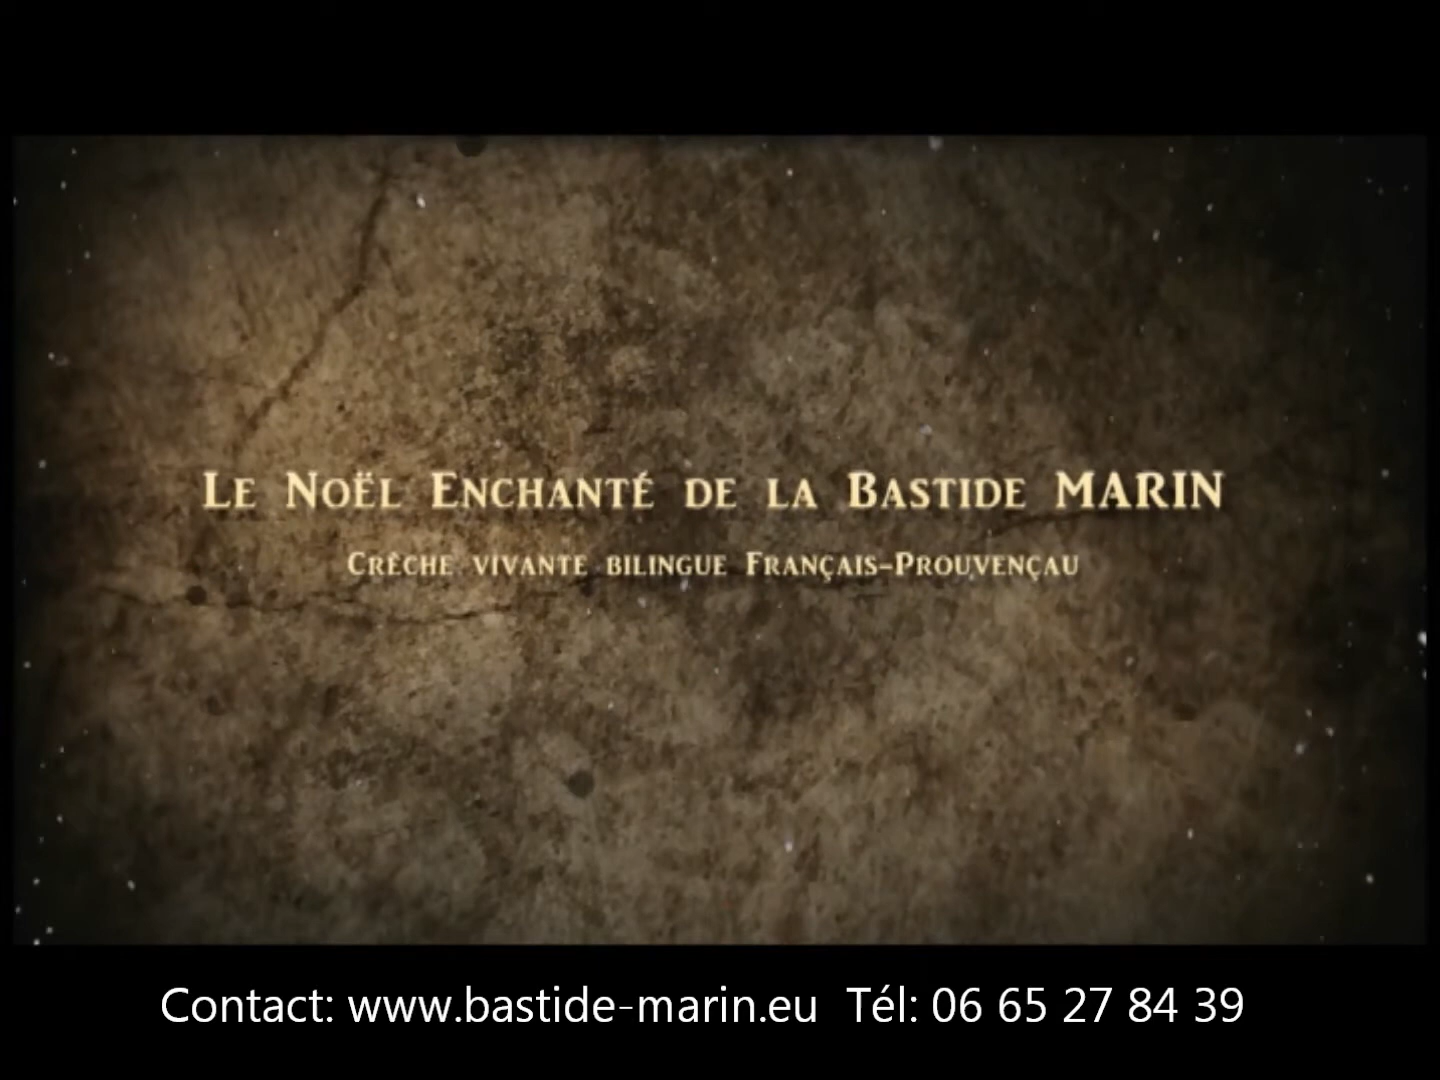 Le Noël Enchanté de la Bastide MARIN
Crêche vivante bilingue Français-Prouvençau
Contact: www.bastide-marin.eu Tél: 06 65 27 84 39